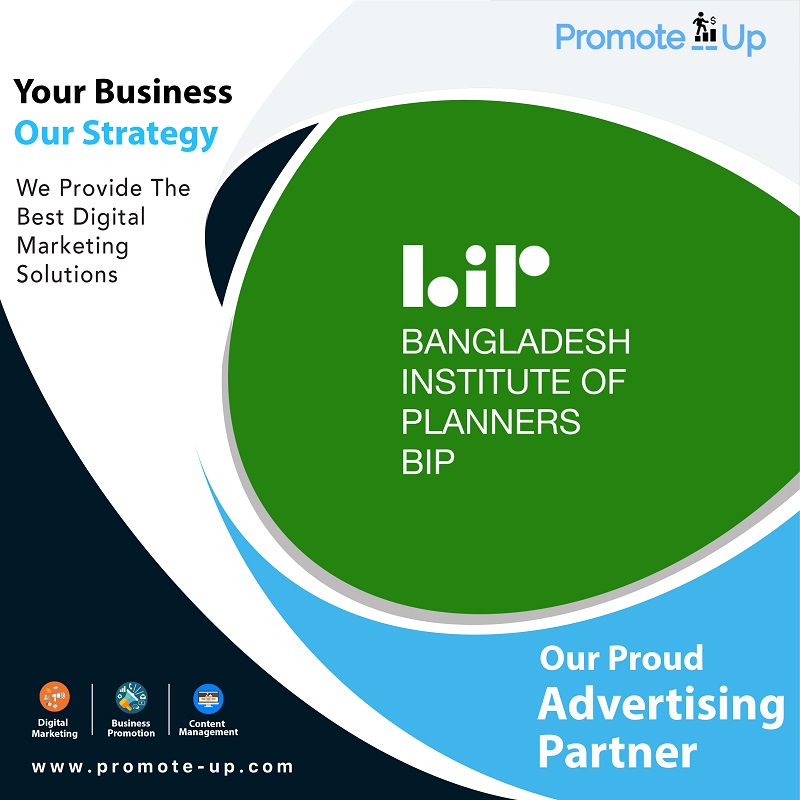 Promote Up
Your Business
Our Strategy
We Provide The
Best Digital
Marketing
Solutions
bip
BANGLADESH
INSTITUTE OF
PLANNERS
BIP
Our Proud
Advertising
Partner
Digital
Marketing
Business
Promotion
Content
Management
www.promote-up.com